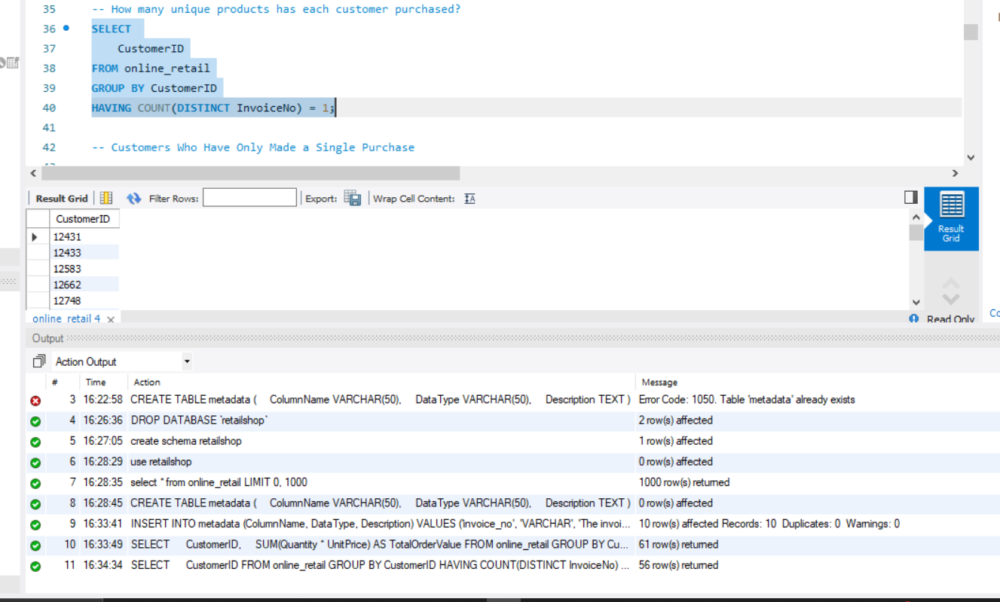 35 -- How many unique products has each customer purchased?
36 SELECT
37 CustomerID
38 FROM online_retail
39 GROUP BY CustomerID
40 HAVING COUNT(DISTINCT InvoiceNo) = 1;
41
42 -- Customers Who Have Only Made a Single Purchase
Result Grid Filter Rows: Export: Wrap Cell Content:
CustomerID
12431
12433
12583
12662
12748
Result
Grid
online_retail 4
Read Only
Co
Output
Action Output
# Time Action Message
3 16:22:58 CREATE TABLE metadata ( ColumnName VARCHAR(50), DataType VARCHAR(50), Description TEXT ) Error Code: 1050. Table 'metadata' already exists
4 16:26:36 DROP DATABASE `retailshop` 2 row(s) affected
5 16:27:05 create schema retailshop 1 row(s) affected
6 16:28:29 use retailshop 0 row(s) affected
7 16:28:35 select * from online_retail LIMIT 0, 1000 1000 row(s) returned
8 16:28:45 CREATE TABLE metadata ( ColumnName VARCHAR(50), DataType VARCHAR(50), Description TEXT ) 0 row(s) affected
9 16:33:41 INSERT INTO metadata (ColumnName, DataType, Description) VALUES ('invoice_no', 'VARCHAR', 'The invoi... 10 row(s) affected Records: 10 Duplicates: 0 Warnings: 0
10 16:33:49 SELECT CustomerID, SUM(Quantity * UnitPrice) AS TotalOrderValue FROM online_retail GROUP BY Cu... 61 row(s) returned
11 16:34:34 SELECT CustomerID FROM online_retail GROUP BY CustomerID HAVING COUNT(DISTINCT InvoiceNo) ... 56 row(s) returned